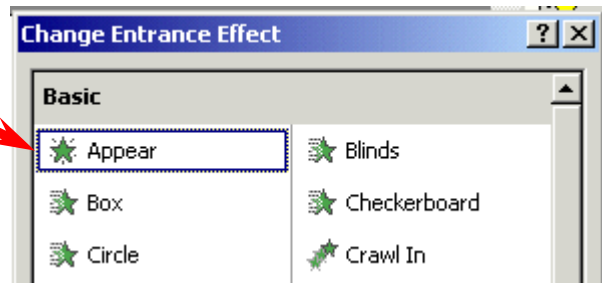 Change Entrance Effect
Basic
Appear
Blinds
Box
Checkerboard
Circle
Crawl In